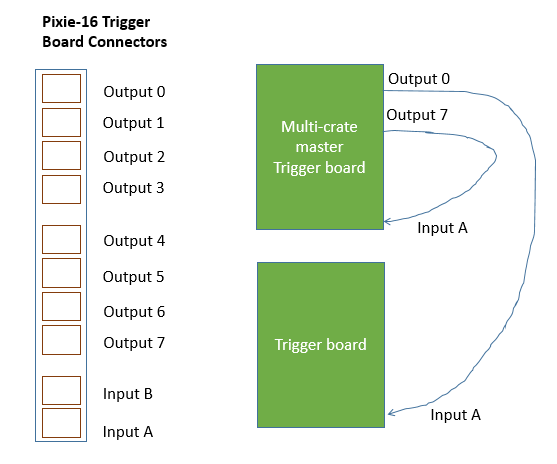 Pixie-16 Trigger
Board Connectors
Output 0
Output 1
Output 2
Output 3
Output 4
Output 5
Output 6
Output 7
Input B
Input A
Multi-crate
master
Trigger board
Output 0
Output 7
Input A
Trigger board
Input A